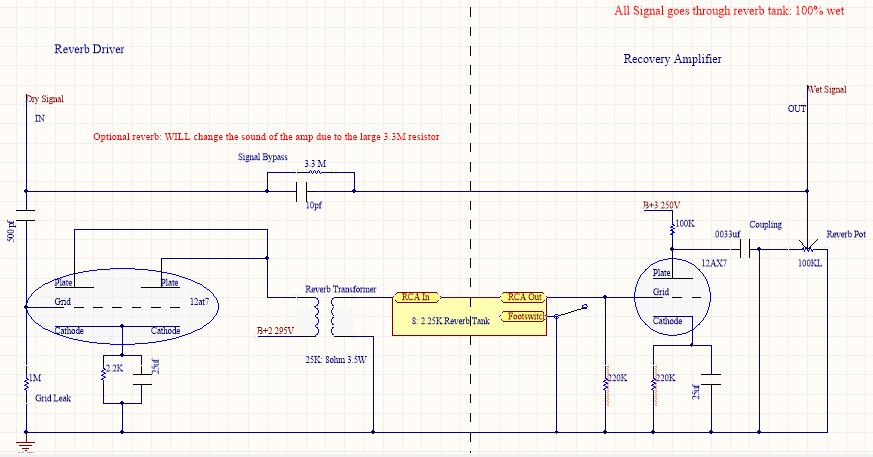 All Signal goes through reverb tank: 100% wet
Reverb Driver
Recovery Amplifier
Dry Signal
IN
Wet Signal
OUT
Optional reverb: WILL change the sound of the amp due to the large 3.3M resistor
Signal Bypass
3.3 M
10pf
500 pf
B+3 250V
100K
Coupling
.0033uf
Reverb Pot
100KL
12AX7
Plate
Plate
Grid
12at7
Cathode
Cathode
Reverb Transformer
B+2 295V
25K: 8ohm 3.5W
RCA In
RCA Out
Footswitc
8: 2.25K Reverb Tank
Plate
Grid
Cathode
2.2K
25uf
1M
Grid Leak
220K
220K
25uf